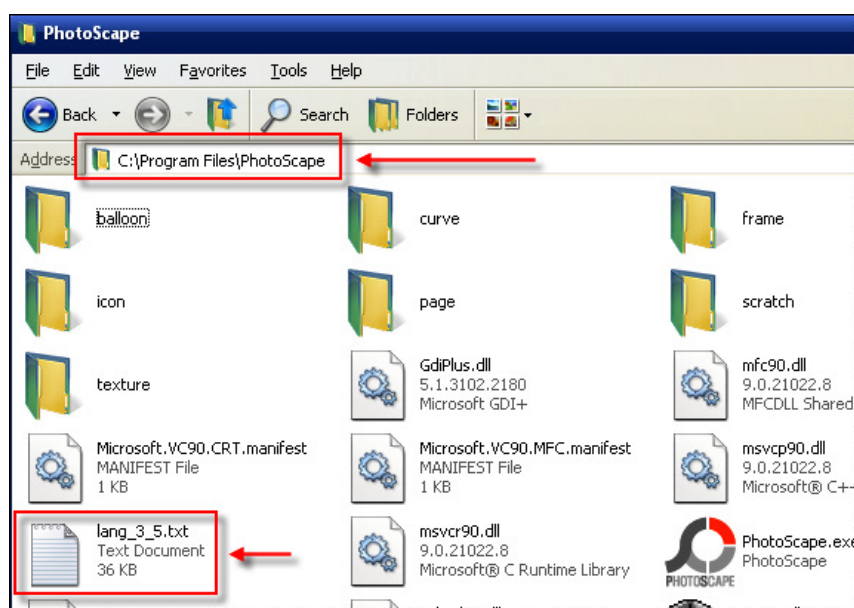 PhotoScape
File Edit View Favorites Tools Help
Back Search Folders
Address C:\Program Files\PhotoScape
balloon curve frame
icon page scratch
texture
GdiPlus.dll
5.1.3102.2180
Microsoft GDI+
mfc90.dll
9.0.21022.8
MFCDLL Shared
Microsoft.VC90.CRT.manifest
MANIFEST File
1 KB
Microsoft.VC90.MFC.manifest
MANIFEST File
1 KB
msvcp90.dll
9.0.21022.8
Microsoft® C+
lang_3_5.txt
Text Document
36 KB
msvcr90.dll
9.0.21022.8
Microsoft® C Runtime Library
PHOTOSCAPE
PhotoScape.exe
PhotoScape